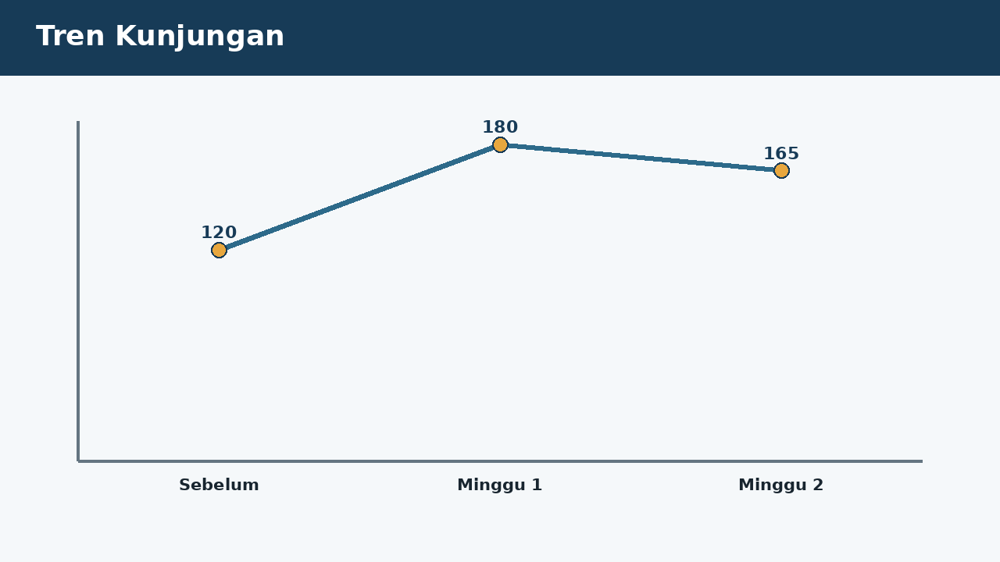 Tren Kunjungan
180
165
120
Sebelum
Minggu 1
Minggu 2